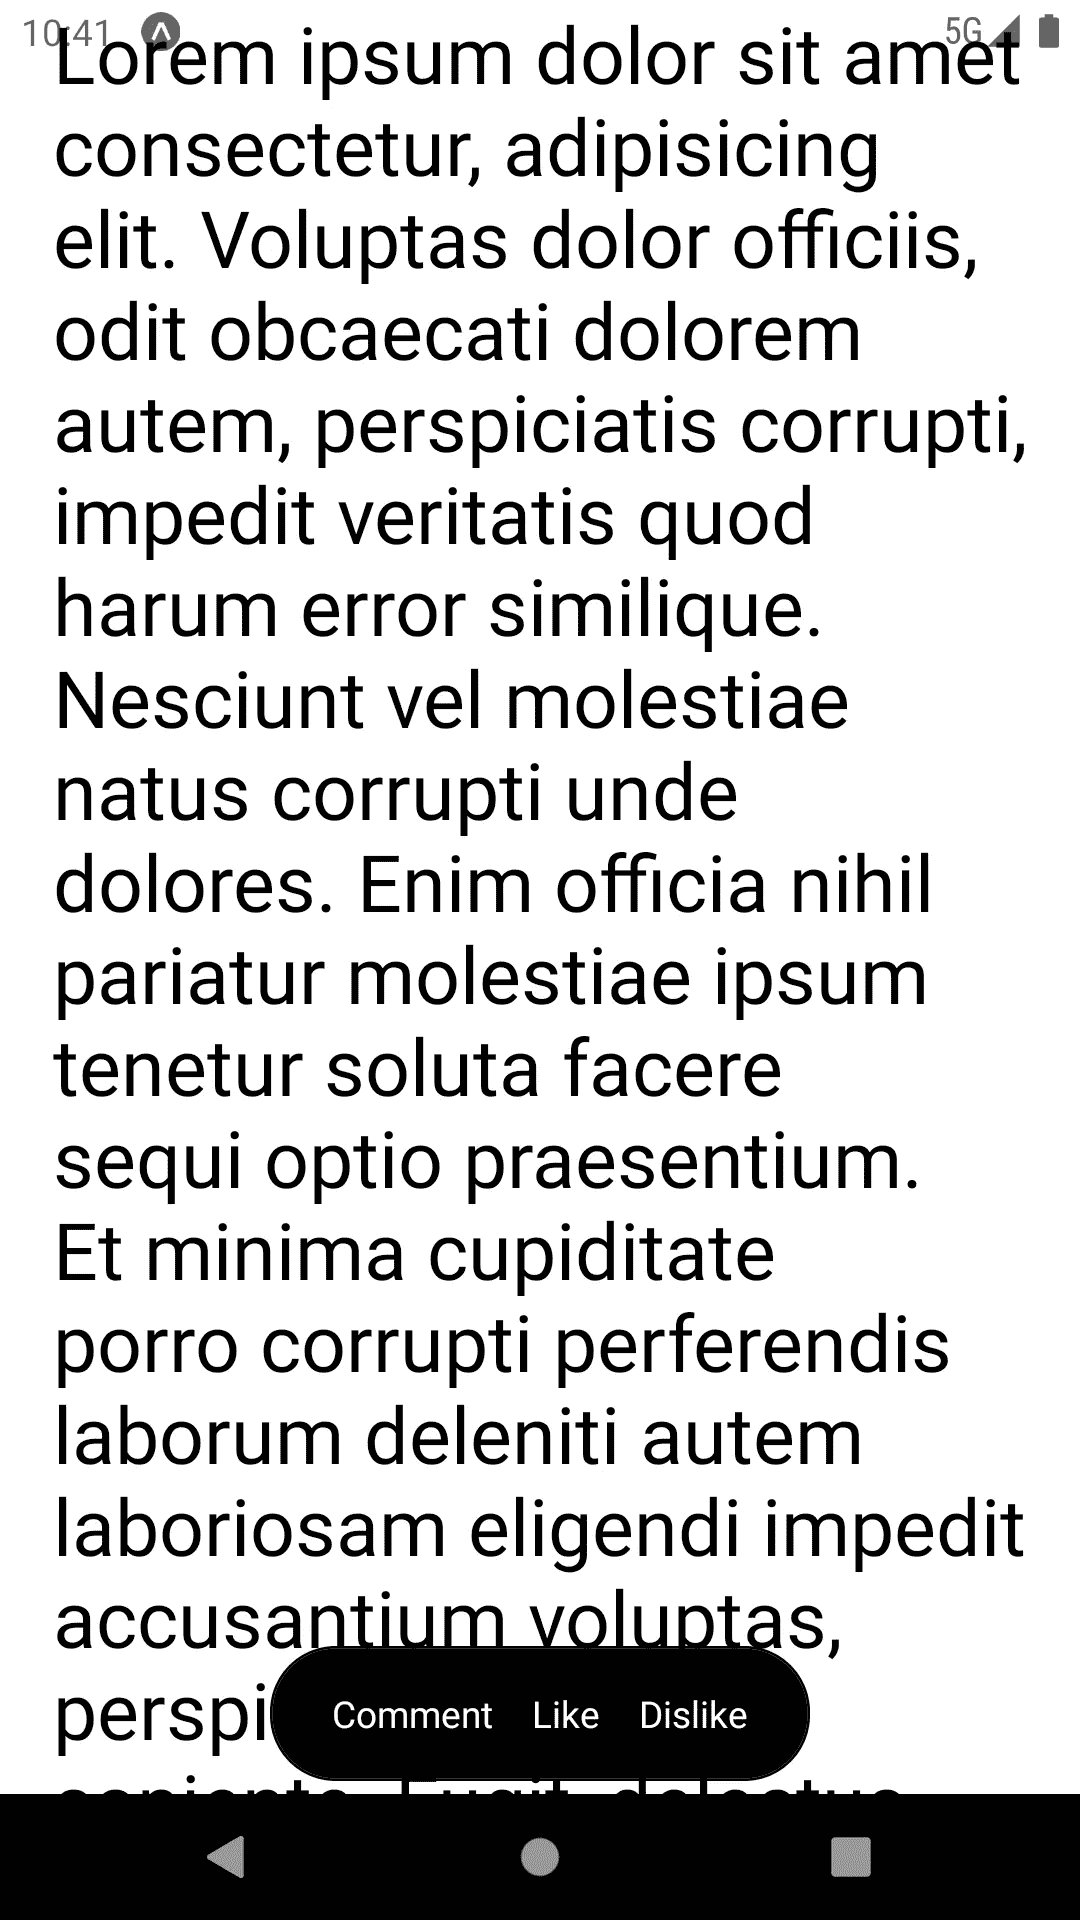 10:41
5G
Lorem ipsum dolor sit amet
consectetur, adipisicing
elit. Voluptas dolor officiis,
odit obcaecati dolorem
autem, perspiciatis corrupti,
impedit veritatis quod
harum error similique.
Nesciunt vel molestiae
natus corrupti unde
dolores. Enim officia nihil
pariatur molestiae ipsum
tenetur soluta facere
sequi optio praesentium.
Et minima cupiditate
porro corrupti perferendis
laborum deleniti autem
laboriosam eligendi impedit
accusantium voluptas,
perspi
Comment Like Dislike